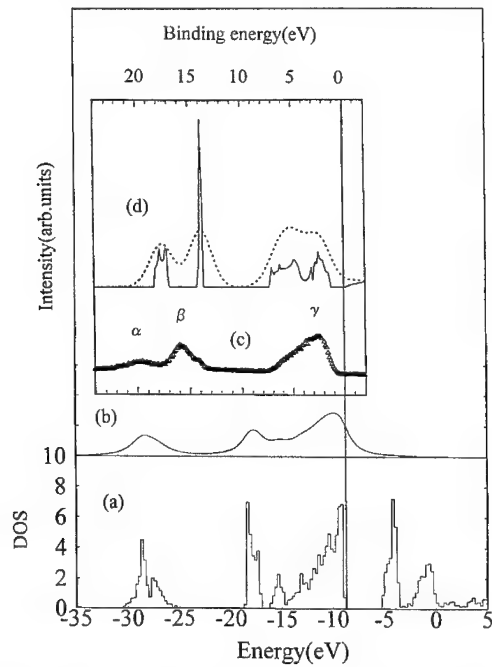 Binding energy(eV)
20 15 10 5 0
Intensity(arb.units)
(d)
α
β
(c)
γ
(b)
10
(a)
8
6
4
2
0
DOS
-35 -30 -25 -20 -15 -10 -5 0 5
Energy(eV)